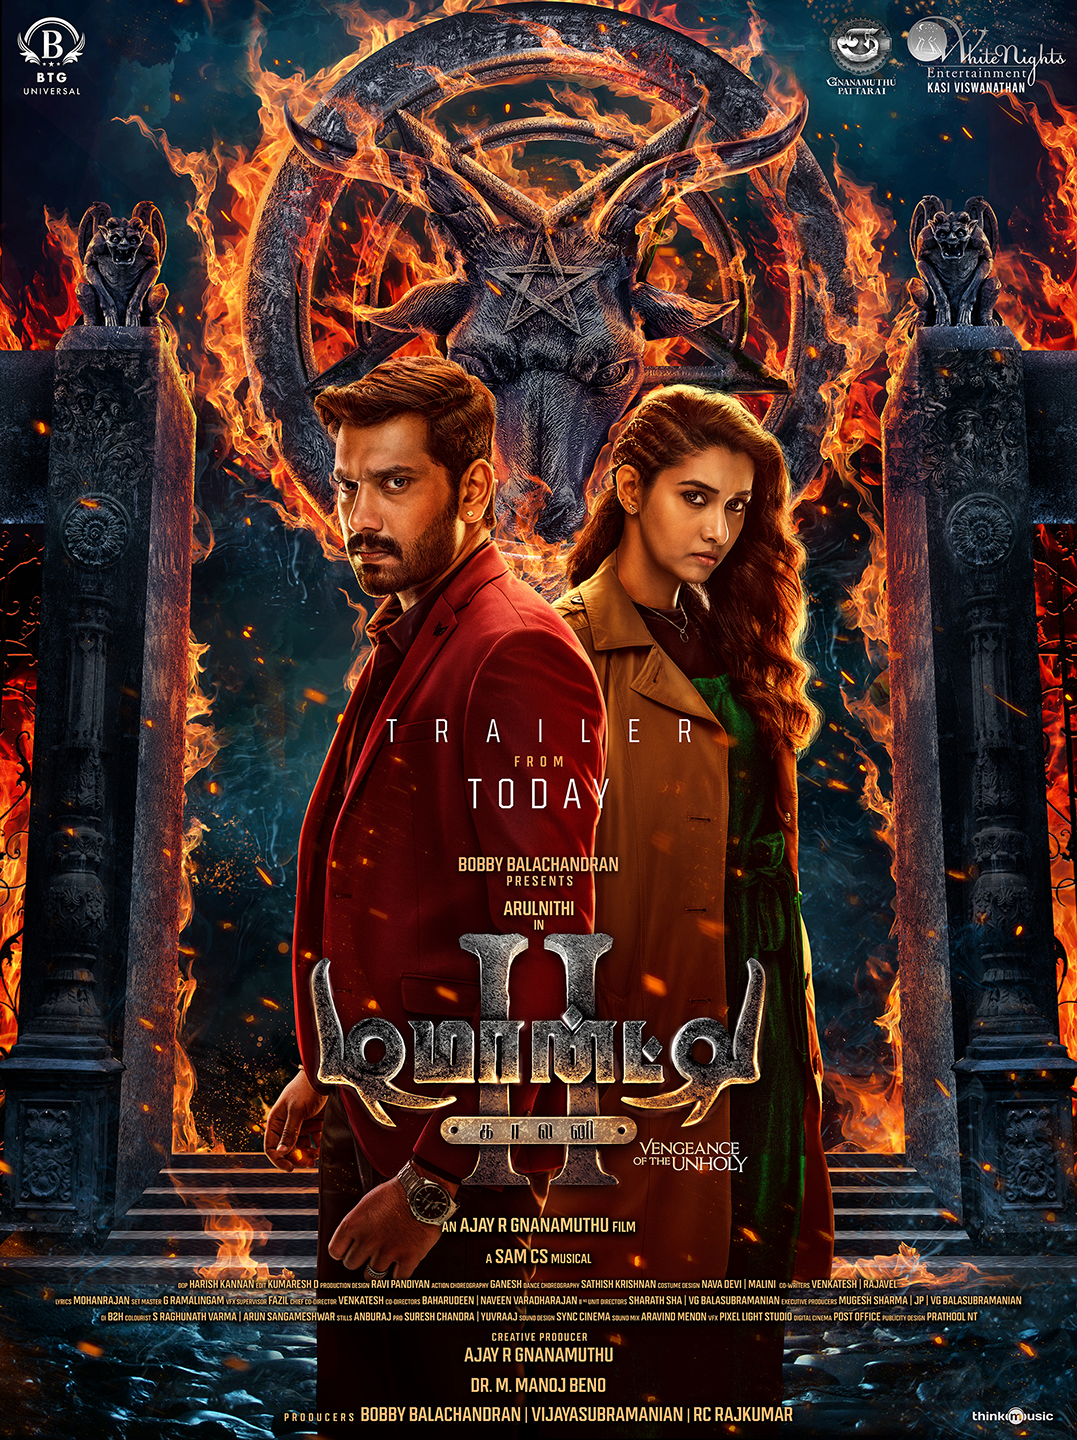 B
BTG
UNIVERSAL
GNANAMUTHU
PATTARAI
WhiteNights
Entertainment
KASI VISWANATHAN
TRAILER
FROM
TODAY
BOBBY BALACHANDRAN
PRESENTS
ARULNITHI
IN
II
டிமான்ட்டி
காலனி
VENGEANCE
OF THE UNHOLY
AN AJAY R GNANAMUTHU FILM
A SAM CS MUSICAL
DOP HARISH KANNAN EDIT KUMARESH D PRODUCTION DESIGN RAVI PANDIYAN ACTION CHOREOGRAPHY GANESH DANCE CHOREOGRAPHY SATHISH KRISHNAN COSTUME DESIGN NAVA DEVI | MALINI CO-WRITERS VENKATESH | RAJAVEL
LYRICS MOHANRAJAN SET MASTER G RAMALINGAM VFX SUPERVISOR FAZIL CHIEF CO-DIRECTOR VENKATESH CO-DIRECTORS BAHARUDEEN | NAVEEN VARADHARAJAN II ND UNIT DIRECTORS SHARATH SHA | VG BALASUBRAMANIAN EXECUTIVE PRODUCERS MUGESH SHARMA | JP | VG BALASUBRAMANIAN
DI B2H COLOURIST S RAGHUNATH VARMA | ARUN SANGAMESHWAR STILLS ANBURAJ PRO SURESH CHANDRA | YUVRAAJ SOUND DESIGN SYNC CINEMA SOUND MIX ARAVIND MENON VFX PIXEL LIGHT STUDIO DIGITAL CINEMA POST OFFICE PUBLICITY DESIGN PRATHOOL NT
CREATIVE PRODUCER
AJAY R GNANAMUTHU
DR. M. MANOJ BENO
PRODUCERS BOBBY BALACHANDRAN | VIJAYASUBRAMANIAN | RC RAJKUMAR
think music